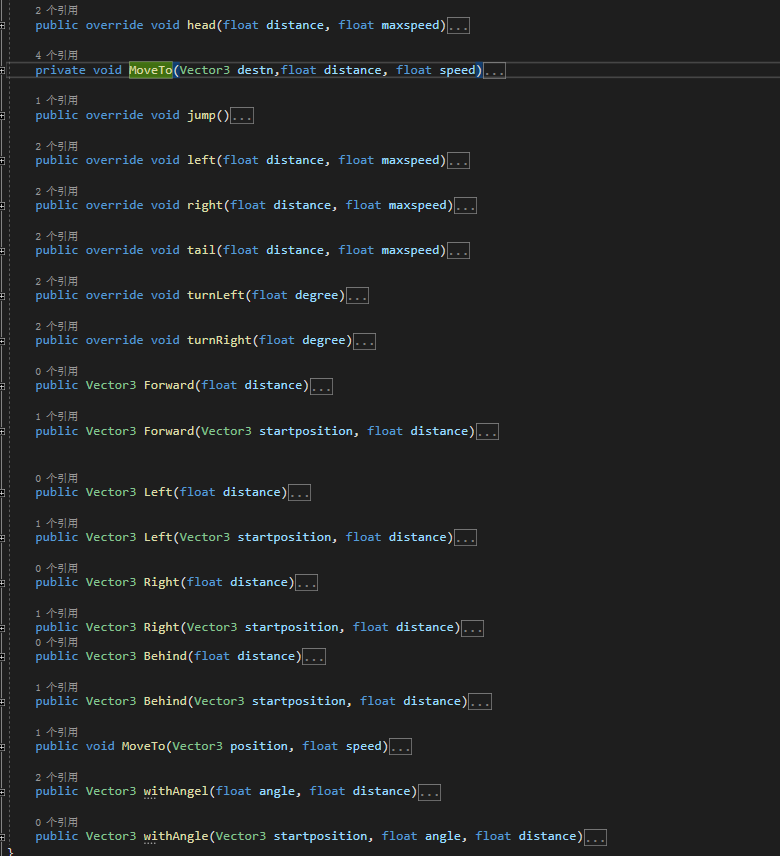 2 个引用
public override void head(float distance, float maxspeed)...
4 个引用
private void MoveTo(Vector3 destn,float distance, float speed)...
1 个引用
public override void jump()...
2 个引用
public override void left(float distance, float maxspeed)...
2 个引用
public override void right(float distance, float maxspeed)...
2 个引用
public override void tail(float distance, float maxspeed)...
2 个引用
public override void turnLeft(float degree)...
2 个引用
public override void turnRight(float degree)...
0 个引用
public Vector3 Forward(float distance)...
1 个引用
public Vector3 Forward(Vector3 startposition, float distance)...
0 个引用
public Vector3 Left(float distance)...
1 个引用
public Vector3 Left(Vector3 startposition, float distance)...
0 个引用
public Vector3 Right(float distance)...
1 个引用
public Vector3 Right(Vector3 startposition, float distance)...
0 个引用
public Vector3 Behind(float distance)...
1 个引用
public Vector3 Behind(Vector3 startposition, float distance)...
1 个引用
public void MoveTo(Vector3 position, float speed)...
2 个引用
public Vector3 withAngel(float angle, float distance)...
0 个引用
public Vector3 withAngle(Vector3 startposition, float angle, float distance)...
}